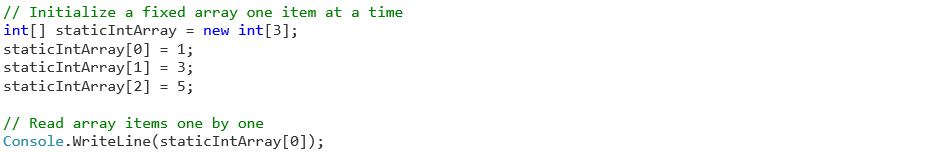 // Initialize a fixed array one item at a time
int[] staticIntArray = new int[3];
staticIntArray[0] = 1;
staticIntArray[1] = 3;
staticIntArray[2] = 5;
// Read array items one by one
Console.WriteLine(staticIntArray[0]);